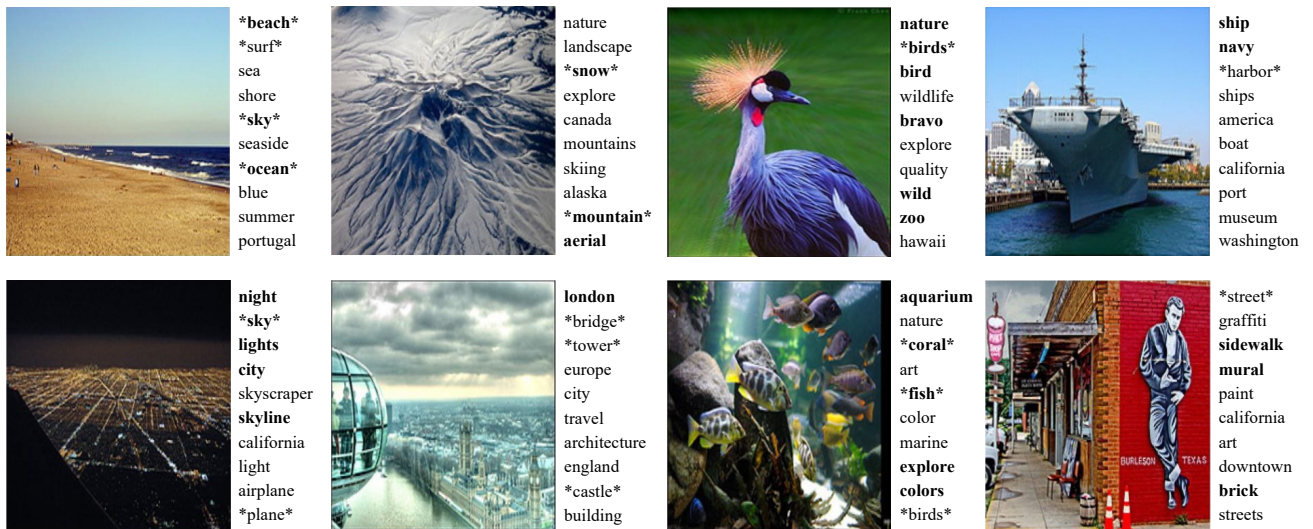 *beach*
*surf*
sea
shore
*sky*
seaside
*ocean*
blue
summer
portugal
nature
landscape
*snow*
explore
canada
mountains
skiing
alaska
*mountain*
aerial
nature
*birds*
bird
wildlife
bravo
explore
quality
wild
zoo
hawaii
ship
navy
*harbor*
ships
america
boat
california
port
museum
washington
night
*sky*
lights
city
skyscraper
skyline
california
light
airplane
*plane*
london
*bridge*
*tower*
europe
city
travel
architecture
england
*castle*
building
aquarium
nature
*coral*
art
*fish*
color
marine
explore
colors
*birds*
BURLESON TEXAS
*street*
graffiti
sidewalk
mural
paint
california
art
downtown
brick
streets